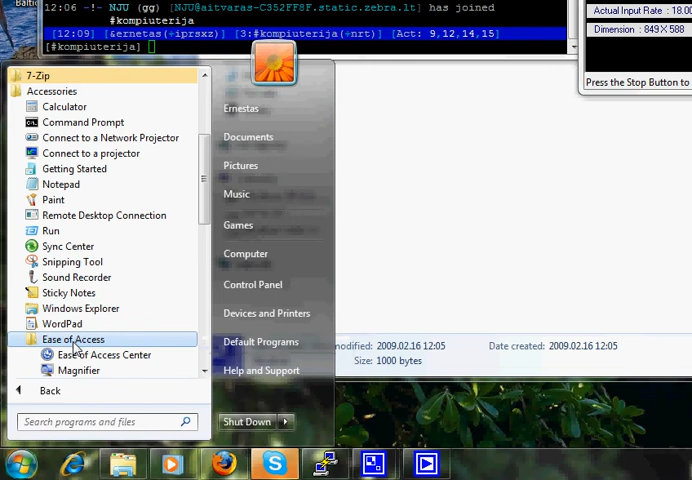 Baltic
12:06 -!- NJU (gg) [NJU@aitvaras-C352FF8F.static.zebra.lt] has joined
#kompiuterija
[12:09] [&ernetas(+iprsxz)] [3:#kompiuterija(+nrt)] [Act: 9,12,14,15]
[#kompiuterija]
Actual Input Rate : 18.00
Dimension : 849 X 588
Press the Stop Button to
7-Zip
Accessories
Calculator
Command Prompt
Connect to a Network Projector
Connect to a projector
Getting Started
Notepad
Paint
Remote Desktop Connection
Run
Sync Center
Snipping Tool
Sound Recorder
Sticky Notes
Windows Explorer
WordPad
Ease of Access
Ease of Access Center
Magnifier
Back
Search programs and files
Ernestas
Documents
Pictures
Music
Games
Computer
Control Panel
Devices and Printers
Default Programs
Help and Support
Shut Down
modified: 2009.02.16 12:05
Date created: 2009.02.16 12:05
Size: 1000 bytes